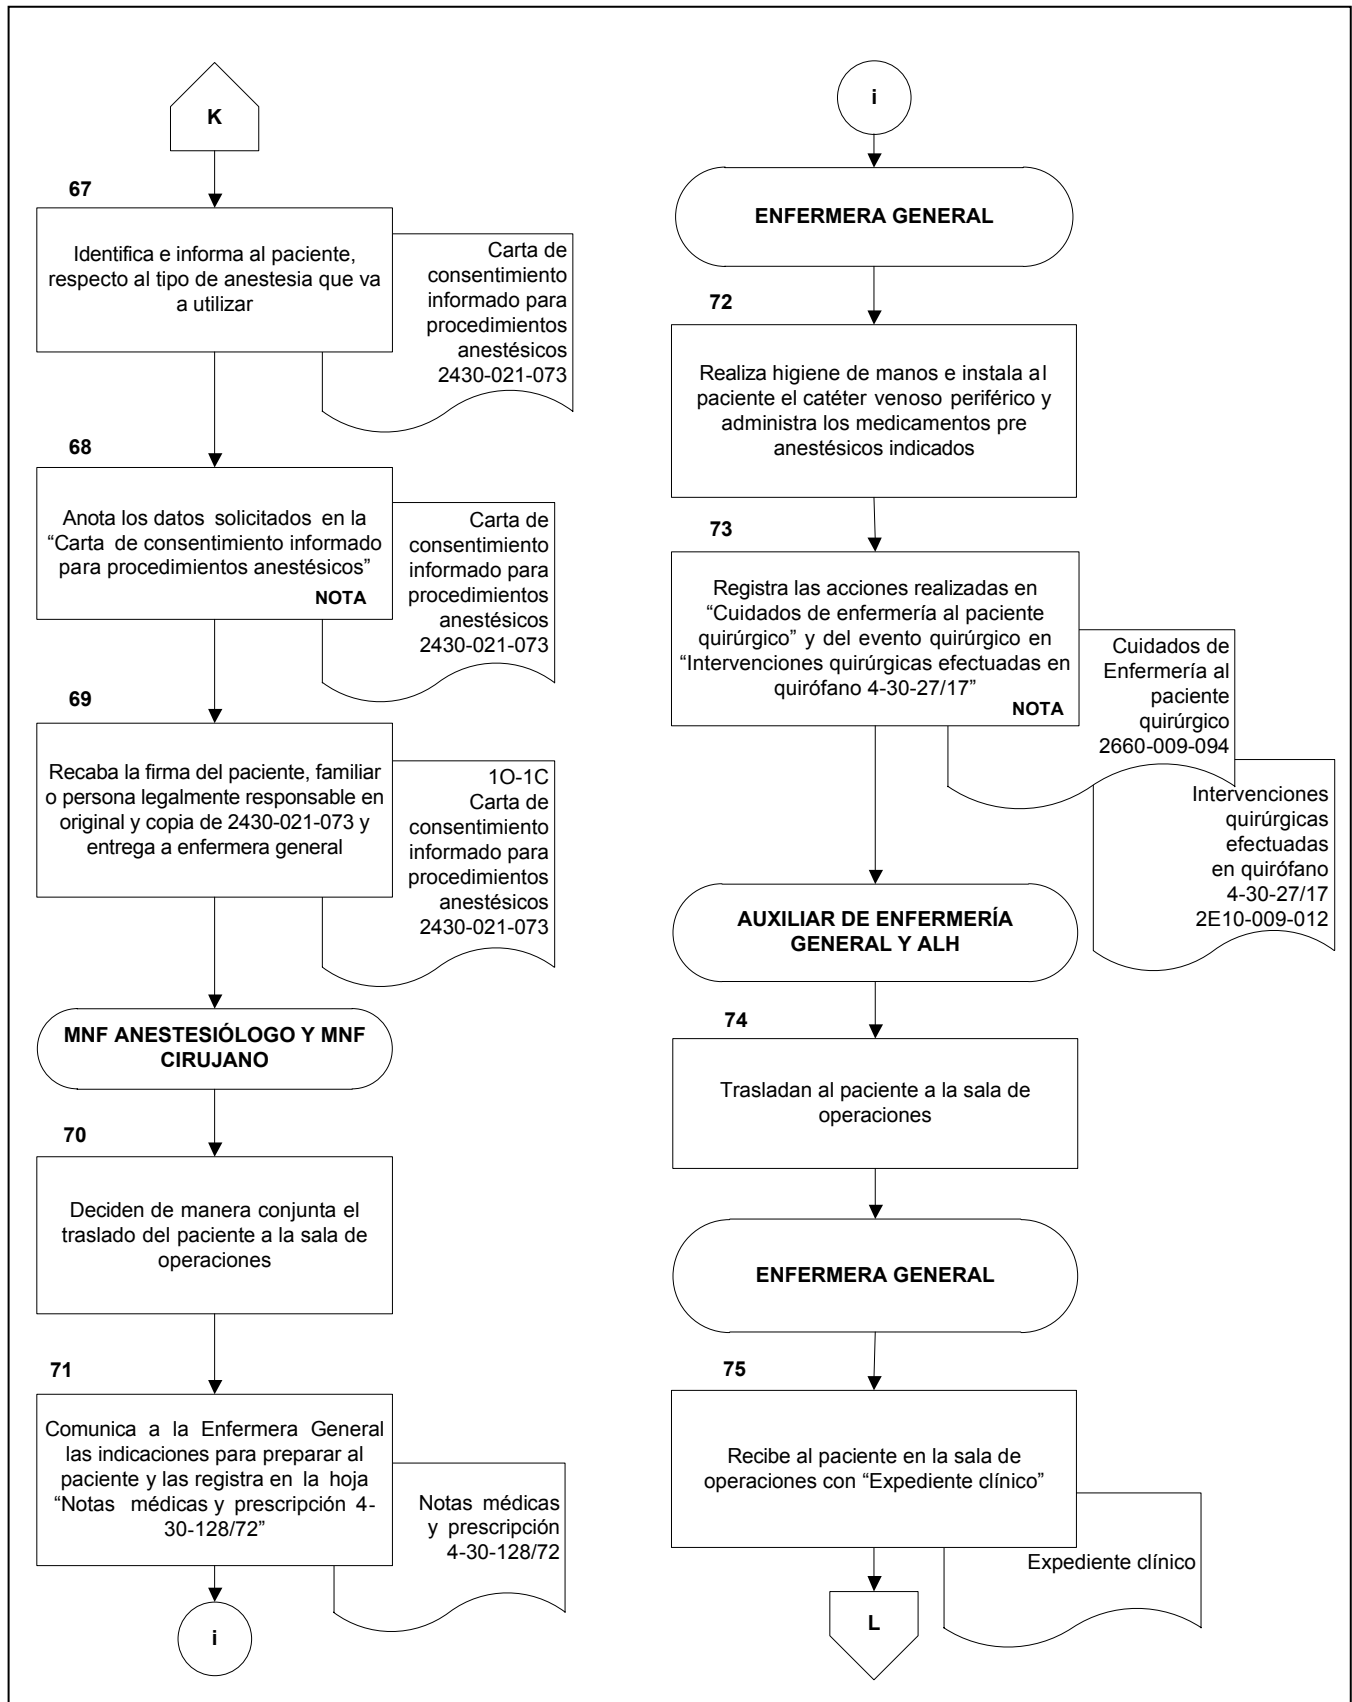 K
67
Identifica e informa al paciente,
respecto al tipo de anestesia que va
a utilizar
Carta de
consentimiento
informado para
procedimientos
anestésicos
2430-021-073
68
Anota los datos solicitados en la
“Carta de consentimiento informado
para procedimientos anestésicos”
NOTA
Carta de
consentimiento
informado para
procedimientos
anestésicos
2430-021-073
69
Recaba la firma del paciente, familiar
o persona legalmente responsable en
original y copia de 2430-021-073 y
entrega a enfermera general
1O-1C
Carta de
consentimiento
informado para
procedimientos
anestésicos
2430-021-073
MNF ANESTESIÓLOGO Y MNF
CIRUJANO
70
Deciden de manera conjunta el
traslado del paciente a la sala de
operaciones
71
Comunica a la Enfermera General
las indicaciones para preparar al
paciente y las registra en la hoja
“Notas médicas y prescripción 4-
30-128/72”
Notas médicas
y prescripción
4-30-128/72
i
i
ENFERMERA GENERAL
72
Realiza higiene de manos e instala al
paciente el catéter venoso periférico y
administra los medicamentos pre
anestésicos indicados
73
Registra las acciones realizadas en
“Cuidados de enfermería al paciente
quirúrgico” y del evento quirúrgico en
“Intervenciones quirúrgicas efectuadas en
quirófano 4-30-27/17”
NOTA
Cuidados de
Enfermería al
paciente
quirúrgico
2660-009-094
Intervenciones
quirúrgicas
efectuadas
en quirófano
4-30-27/17
2E10-009-012
AUXILIAR DE ENFERMERÍA
GENERAL Y ALH
74
Trasladan al paciente a la sala de
operaciones
ENFERMERA GENERAL
75
Recibe al paciente en la sala de
operaciones con “Expediente clínico”
Expediente clínico
L